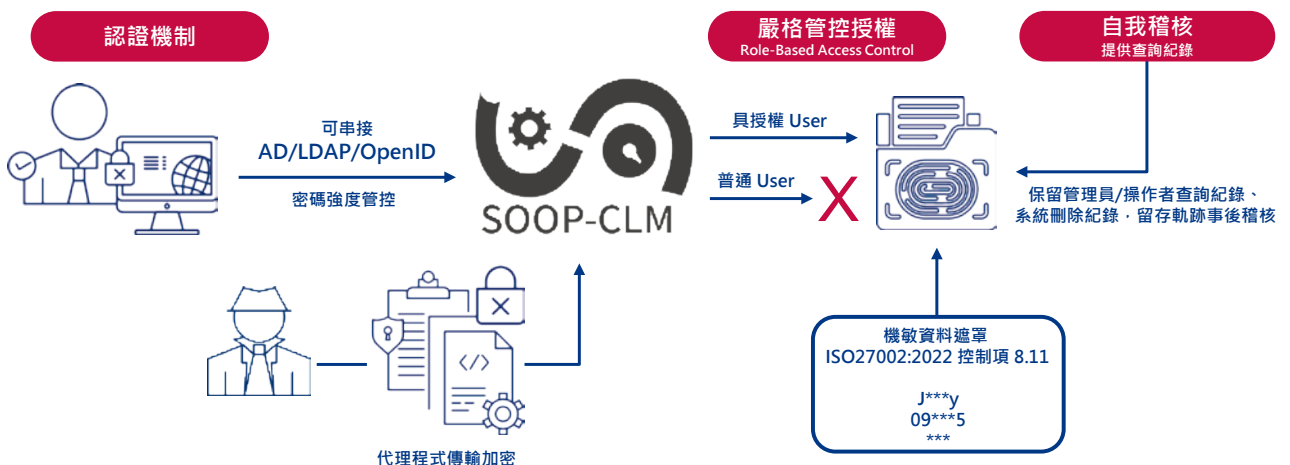 認證機制
嚴格管控授權
Role-Based Access Control
自我稽核
提供查詢紀錄
可串接
AD/LDAP/OpenID
密碼強度管控
SOOP-CLM
具授權 User
普通 User
X
保留管理員/操作者查詢紀錄、
系統刪除紀錄，留存軌跡事後稽核
</>
代理程式傳輸加密
機敏資料遮罩
ISO27002:2022 控制項 8.11
J***y
09***5
***